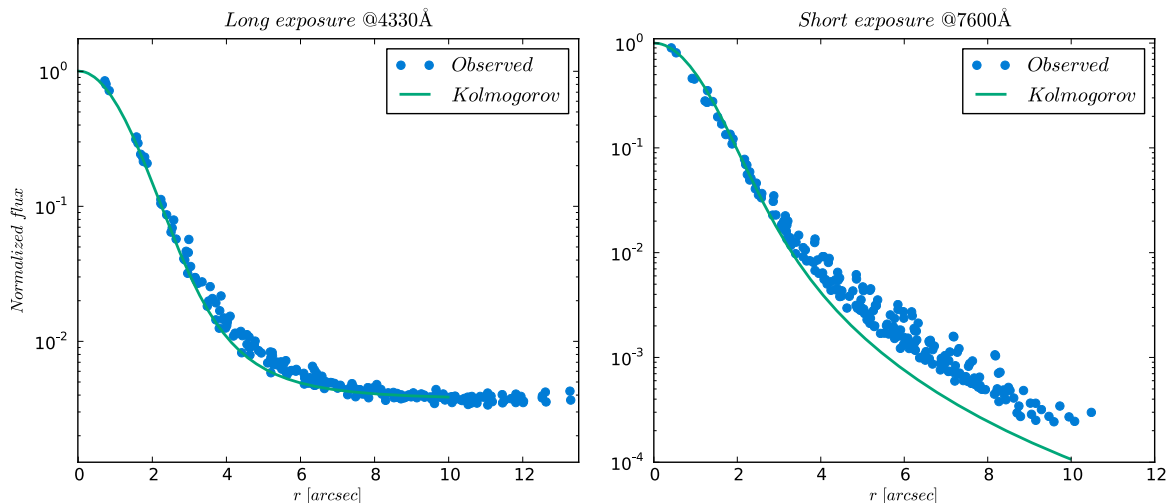 Long exposure @4330Å
Normalized flux
10^0
10^-1
10^-2
Observed
Kolmogorov
0 2 4 6 8 10 12
r [arcsec]
Short exposure @7600Å
10^0
10^-1
10^-2
10^-3
10^-4
Observed
Kolmogorov
0 2 4 6 8 10 12
r [arcsec]